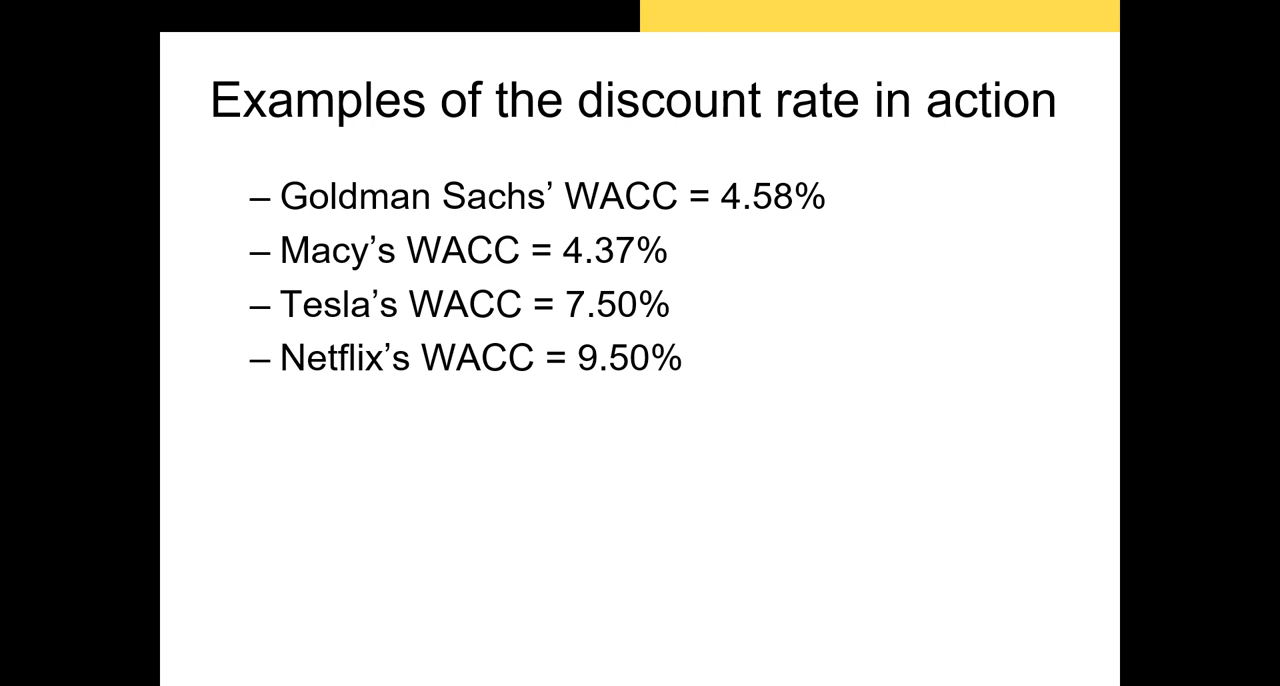 Examples of the discount rate in action
– Goldman Sachs’ WACC = 4.58%
– Macy’s WACC = 4.37%
– Tesla’s WACC = 7.50%
– Netflix’s WACC = 9.50%